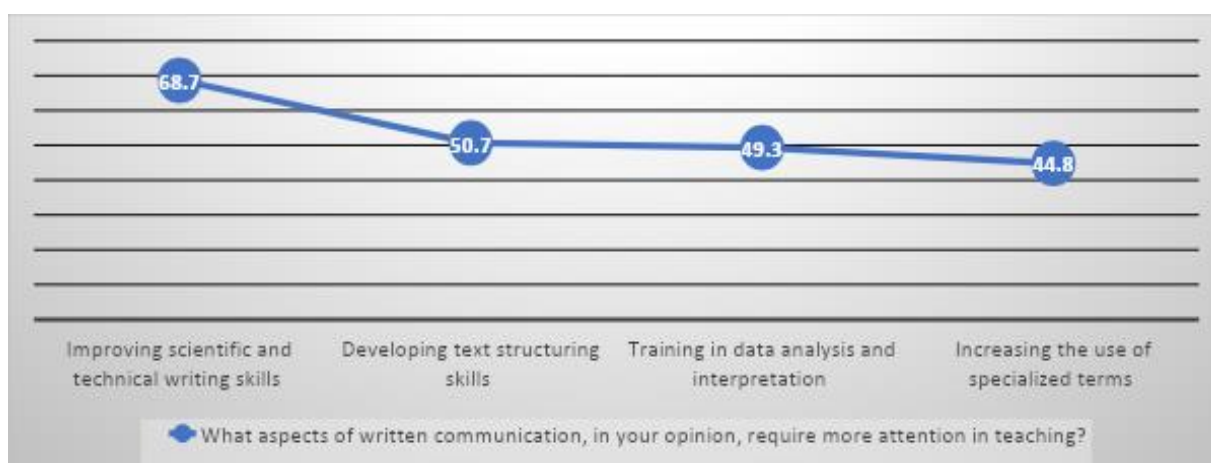 68.7
50.7
49.3
44.8
Improving scientific and
technical writing skills
Developing text structuring
skills
Training in data analysis and
interpretation
Increasing the use of
specialized terms
What aspects of written communication, in your opinion, require more attention in teaching?